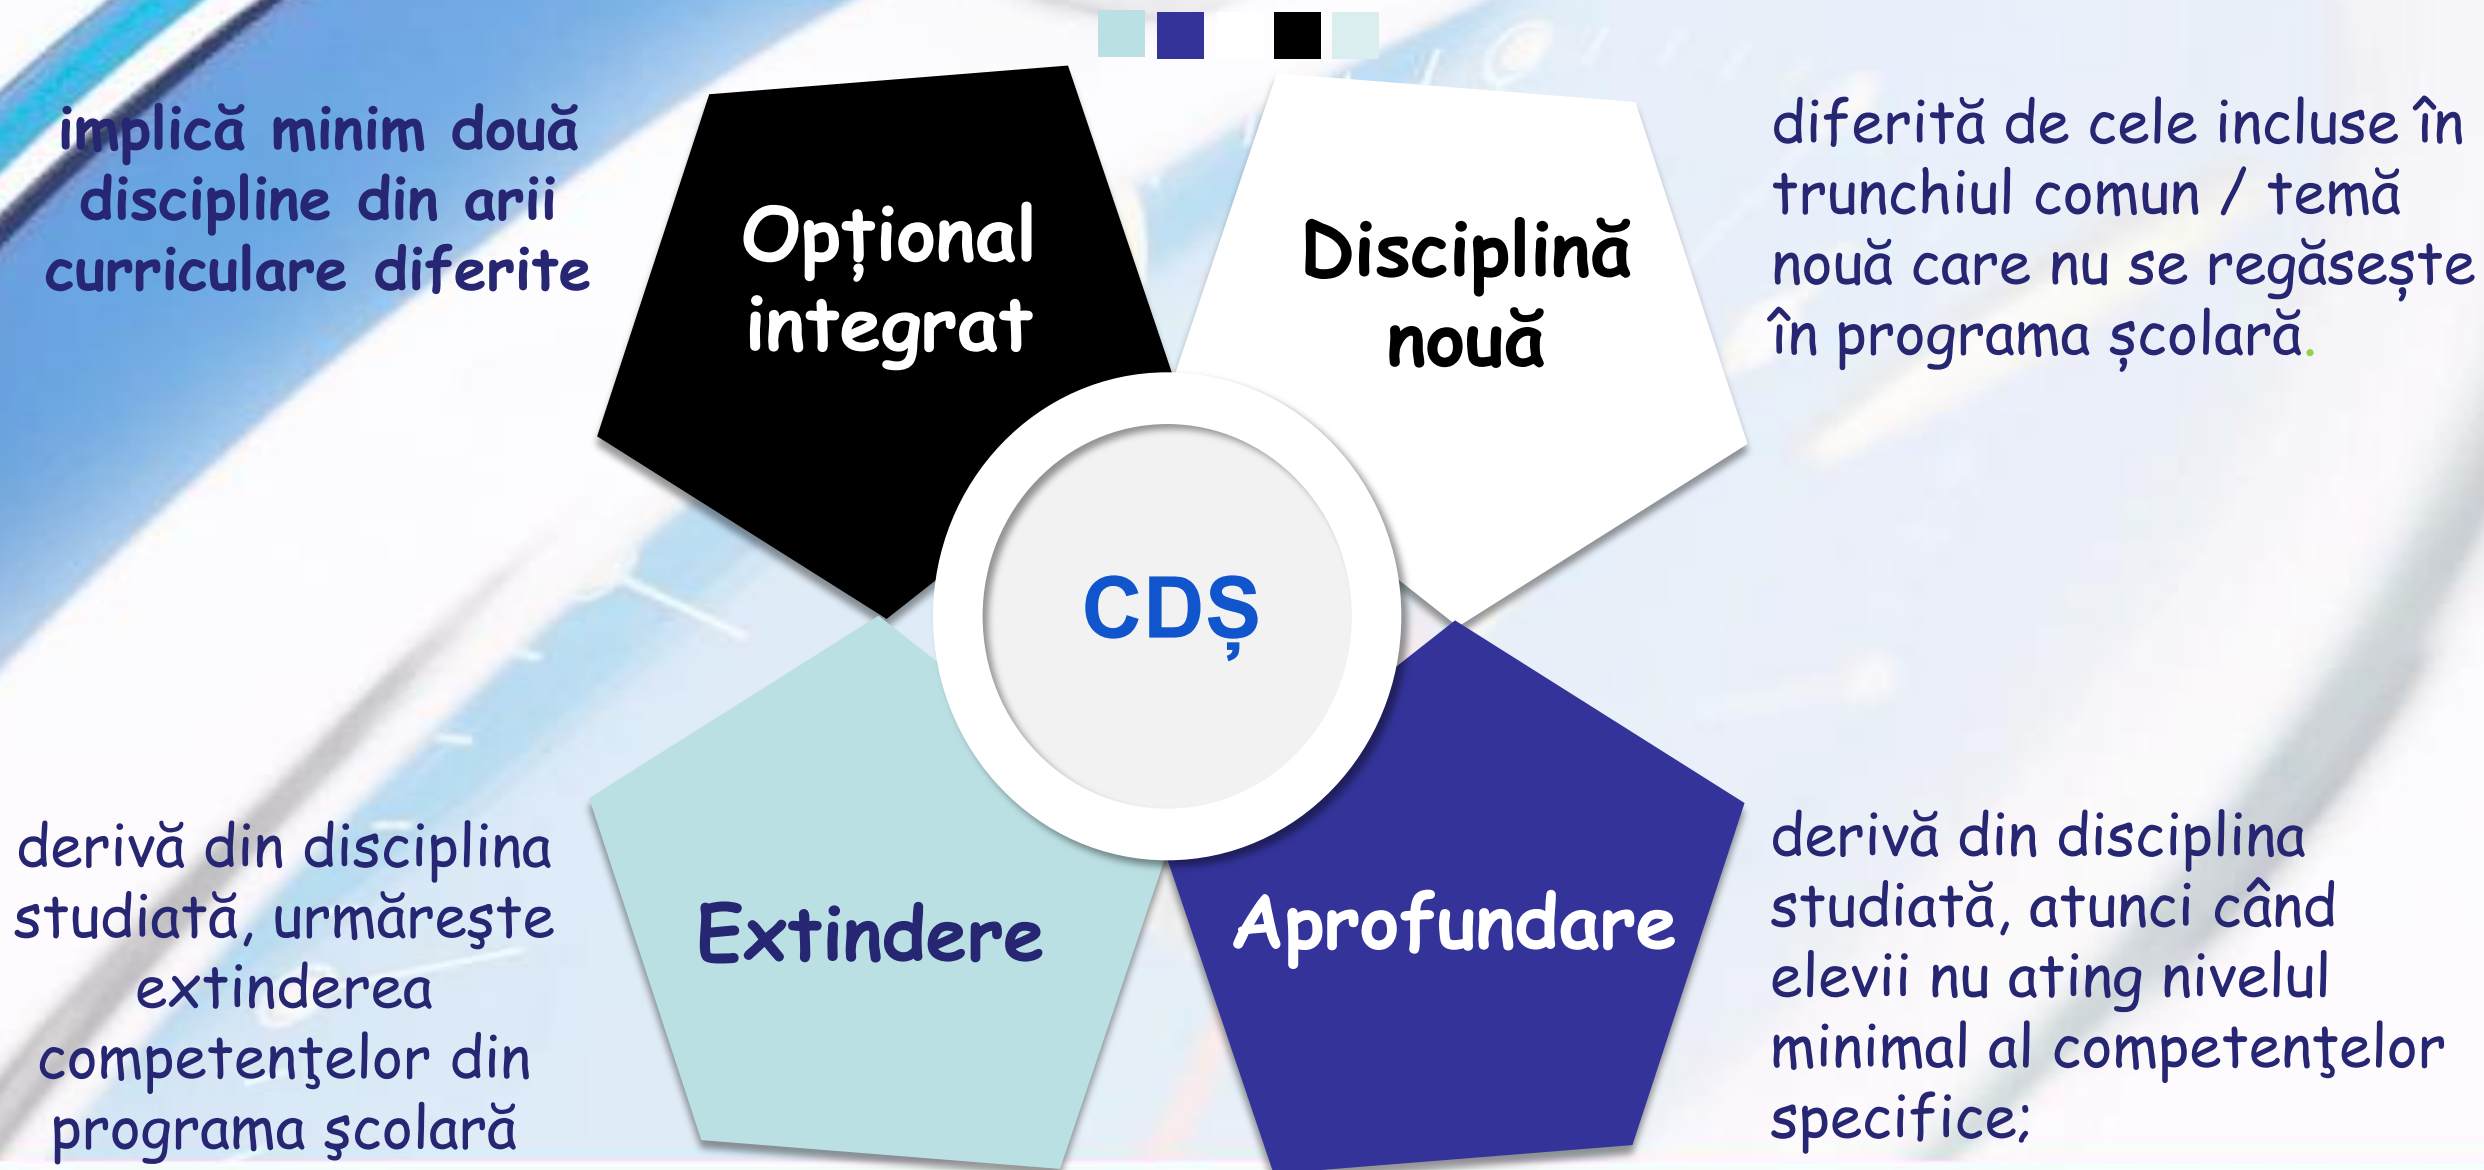 implică minim două
discipline din arii
curriculare diferite
Opțional
integrat
Disciplină
nouă
diferită de cele incluse în
trunchiul comun / temă
nouă care nu se regăsește
în programa școlară.
CDȘ
derivă din disciplina
studiată, urmăreşte
extinderea
competenţelor din
programa şcolară
Extindere
Aprofundare
derivă din disciplina
studiată, atunci când
elevii nu ating nivelul
minimal al competenţelor
specifice;